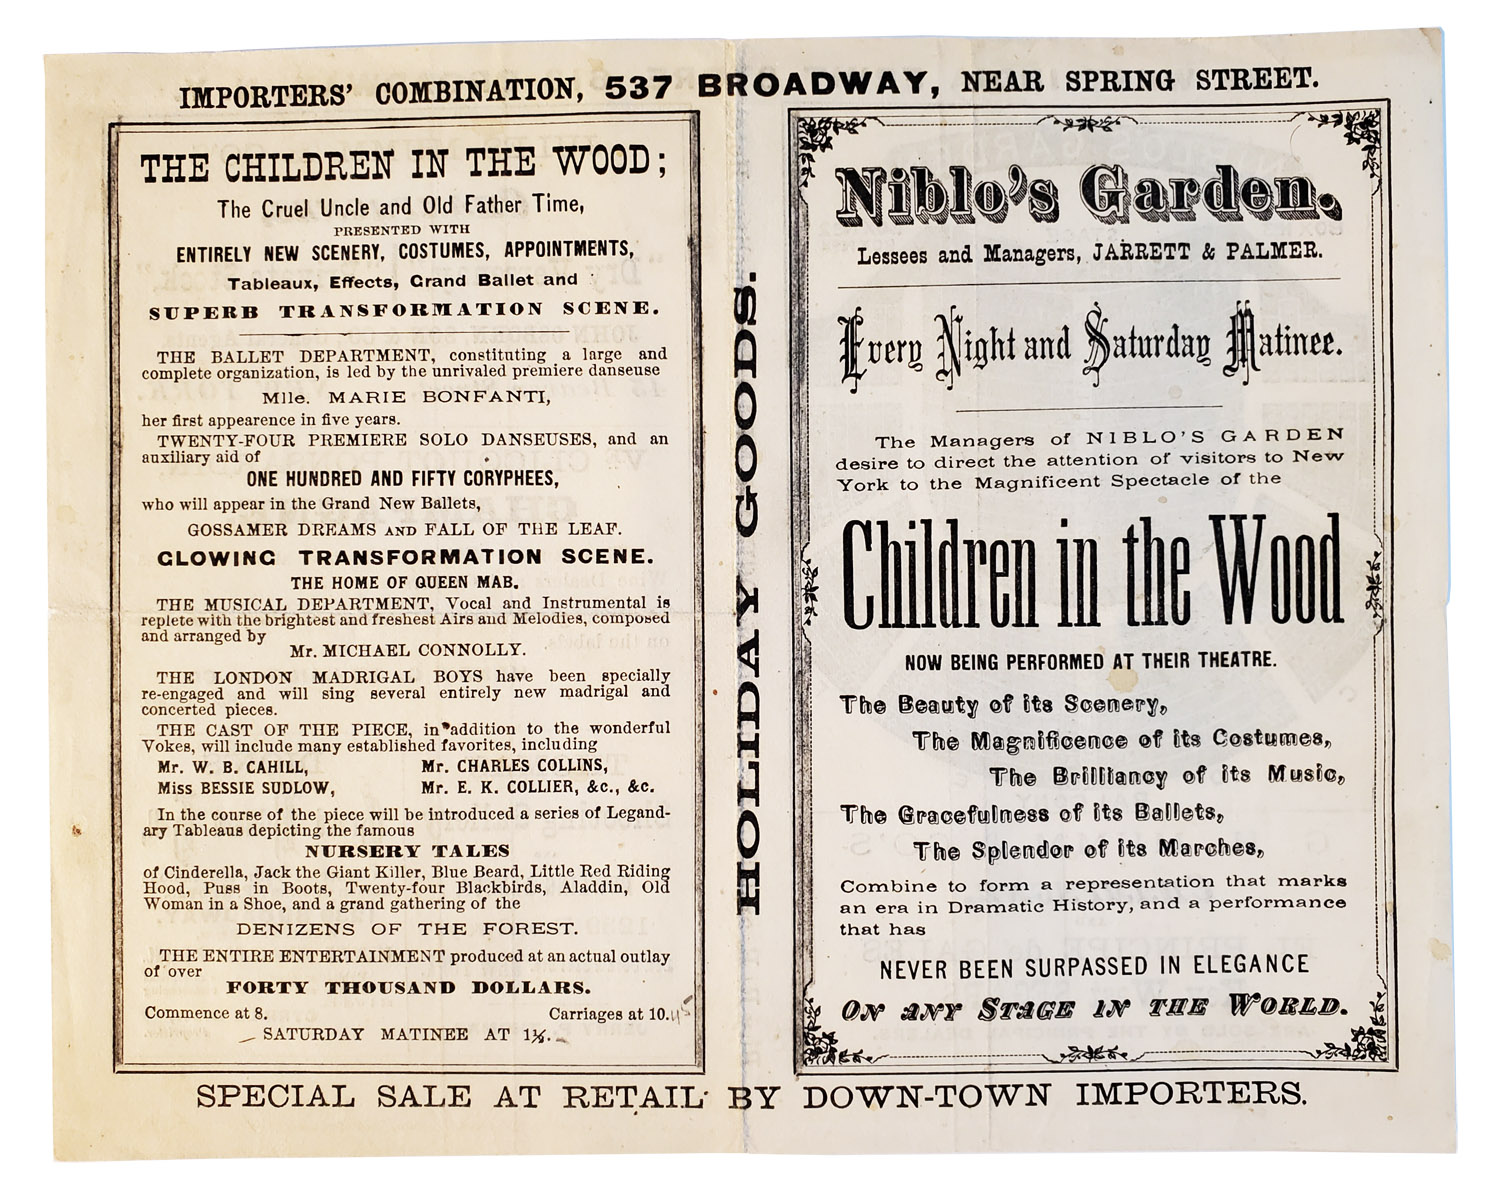 IMPORTERS' COMBINATION, 537 BROADWAY, NEAR SPRING STREET.
THE CHILDREN IN THE WOOD;
The Cruel Uncle and Old Father Time,
PRESENTED WITH
ENTIRELY NEW SCENERY, COSTUMES, APPOINTMENTS,
Tableaux, Effects, Grand Ballet and
SUPERB TRANSFORMATION SCENE.
THE BALLET DEPARTMENT, constituting a large and
complete organization, is led by the unrivaled premiere danseuse
Mlle. MARIE BONFANTI,
her first appearence in five years.
TWENTY-FOUR PREMIERE SOLO DANSEUSES, and an
auxiliary aid of
ONE HUNDRED AND FIFTY CORYPHEES,
who will appear in the Grand New Ballets,
GOSSAMER DREAMS AND FALL OF THE LEAF.
GLOWING TRANSFORMATION SCENE.
THE HOME OF QUEEN MAB.
THE MUSICAL DEPARTMENT, Vocal and Instrumental is
replete with the brightest and freshest Airs and Melodies, composed
and arranged by
Mr. MICHAEL CONNOLLY.
THE LONDON MADRIGAL BOYS have been specially
re-engaged and will sing several entirely new madrigal and
concerted pieces.
THE CAST OF THE PIECE, in addition to the wonderful
Vokes, will include many established favorites, including
Mr. W. B. CAHILL, Mr. CHARLES COLLINS,
Miss BESSIE SUDLOW, Mr. E. K. COLLIER, &c., &c.
In the course of the piece will be introduced a series of Legand-
ary Tableaus depicting the famous
NURSERY TALES
of Cinderella, Jack the Giant Killer, Blue Beard, Little Red Riding
Hood, Puss in Boots, Twenty-four Blackbirds, Aladdin, Old
Woman in a Shoe, and a grand gathering of the
DENIZENS OF THE FOREST.
THE ENTIRE ENTERTAINMENT produced at an actual outlay
of over
FORTY THOUSAND DOLLARS.
Commence at 8. Carriages at 10.45
SATURDAY MATINEE AT 1½.
HOLIDAY GOODS.
Niblo's Garden.
Lessees and Managers, JARRETT & PALMER.
Every Night and Saturday Matinee.
The Managers of NIBLO'S GARDEN
desire to direct the attention of visitors to New
York to the Magnificent Spectacle of the
Children in the Wood
NOW BEING PERFORMED AT THEIR THEATRE.
The Beauty of its Scenery,
The Magnificence of its Costumes,
The Brilliancy of its Music,
The Gracefulness of its Ballets,
The Splendor of its Marches,
Combine to form a representation that marks
an era in Dramatic History, and a performance
that has
NEVER BEEN SURPASSED IN ELEGANCE
ON ANY STAGE IN THE WORLD.
SPECIAL SALE AT RETAIL BY DOWN-TOWN IMPORTERS.